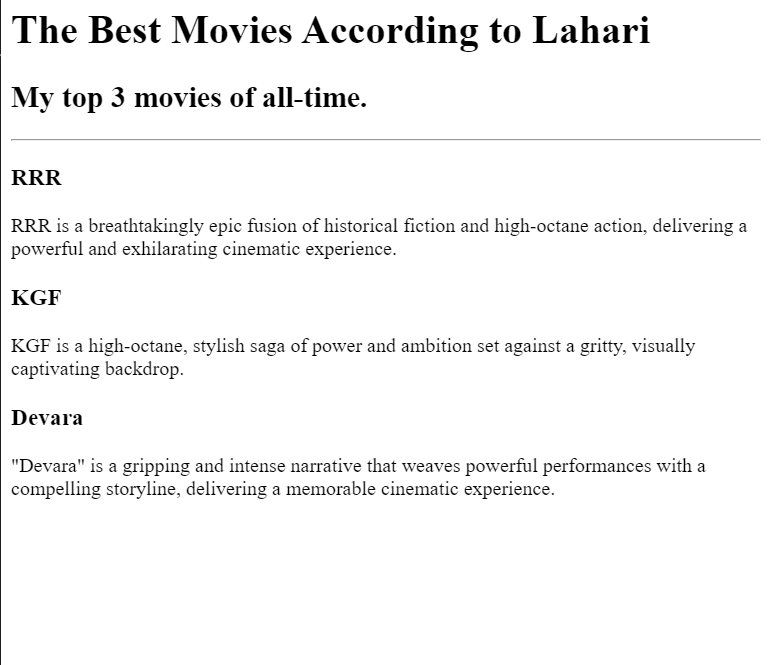 The Best Movies According to Lahari
My top 3 movies of all-time.
RRR
RRR is a breathtakingly epic fusion of historical fiction and high-octane action, delivering a
powerful and exhilarating cinematic experience.
KGF
KGF is a high-octane, stylish saga of power and ambition set against a gritty, visually
captivating backdrop.
Devara
"Devara" is a gripping and intense narrative that weaves powerful performances with a
compelling storyline, delivering a memorable cinematic experience.